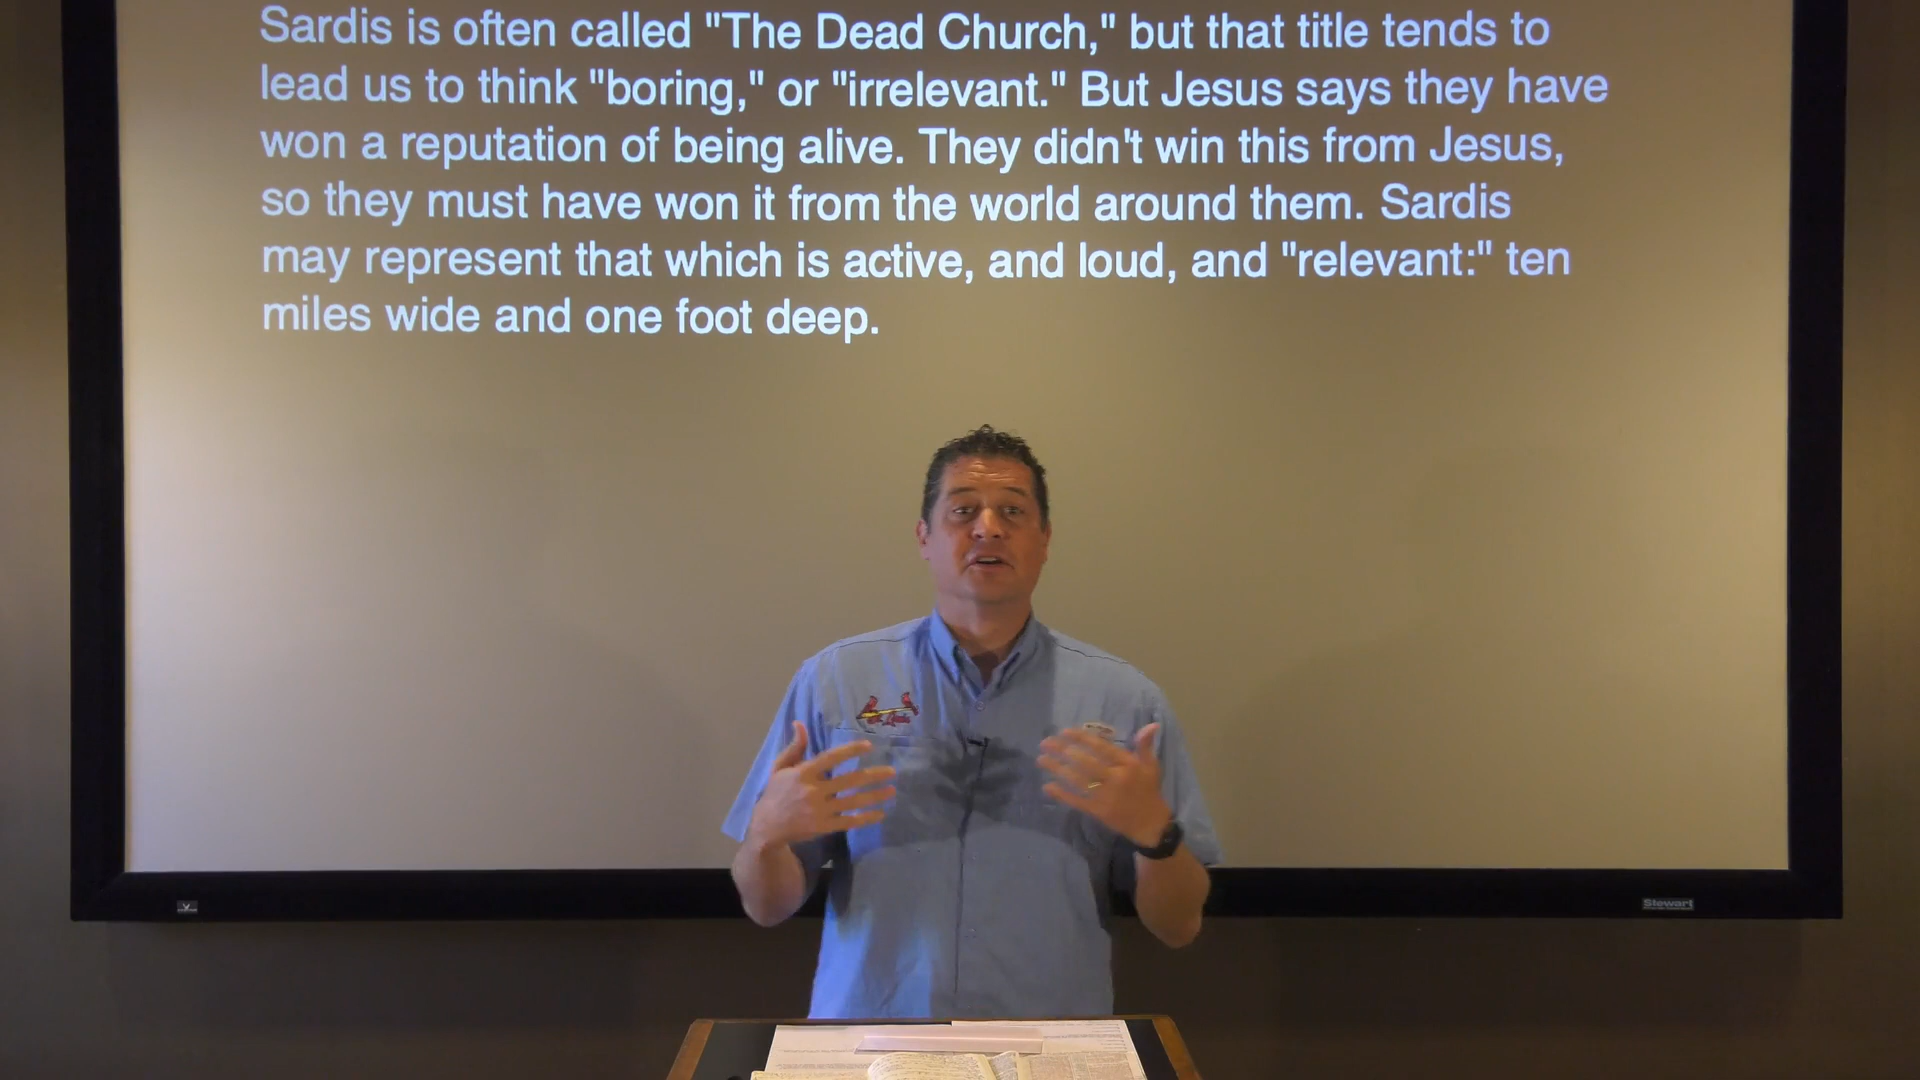 Sardis is often called "The Dead Church," but that title tends to
lead us to think "boring," or "irrelevant." But Jesus says they have
won a reputation of being alive. They didn't win this from Jesus,
so they must have won it from the world around them. Sardis
may represent that which is active, and loud, and "relevant:" ten
miles wide and one foot deep.
St. Louis
Stewart